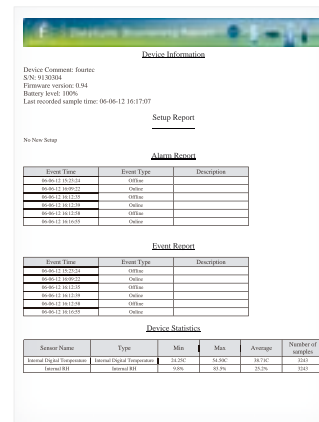 Device Information
Device Comment: fourtec
S/N: 9130304
Firmware version: 0.94
Battery level: 100%
Last recorded sample time: 06-06-12 16:17:07
Setup Report
No New Setup
Alarm Report
Event Time Event Type Description
06-06-12 15:23:24 Offline
06-06-12 16:09:22 Online
06-06-12 16:12:35 Offline
06-06-12 16:12:39 Online
06-06-12 16:12:58 Offline
06-06-12 16:16:55 Online
Event Report
Event Time Event Type Description
06-06-12 15:23:24 Offline
06-06-12 16:09:22 Online
06-06-12 16:12:35 Offline
06-06-12 16:12:39 Online
06-06-12 16:12:58 Offline
06-06-12 16:16:55 Online
Device Statistics
Sensor Name Type Min Max Average Number of samples
Internal Digital Temperature Internal Digital Temperature 24.25C 54.50C 38.71C 3243
Internal RH Internal RH 9.8% 83.3% 25.2% 3243